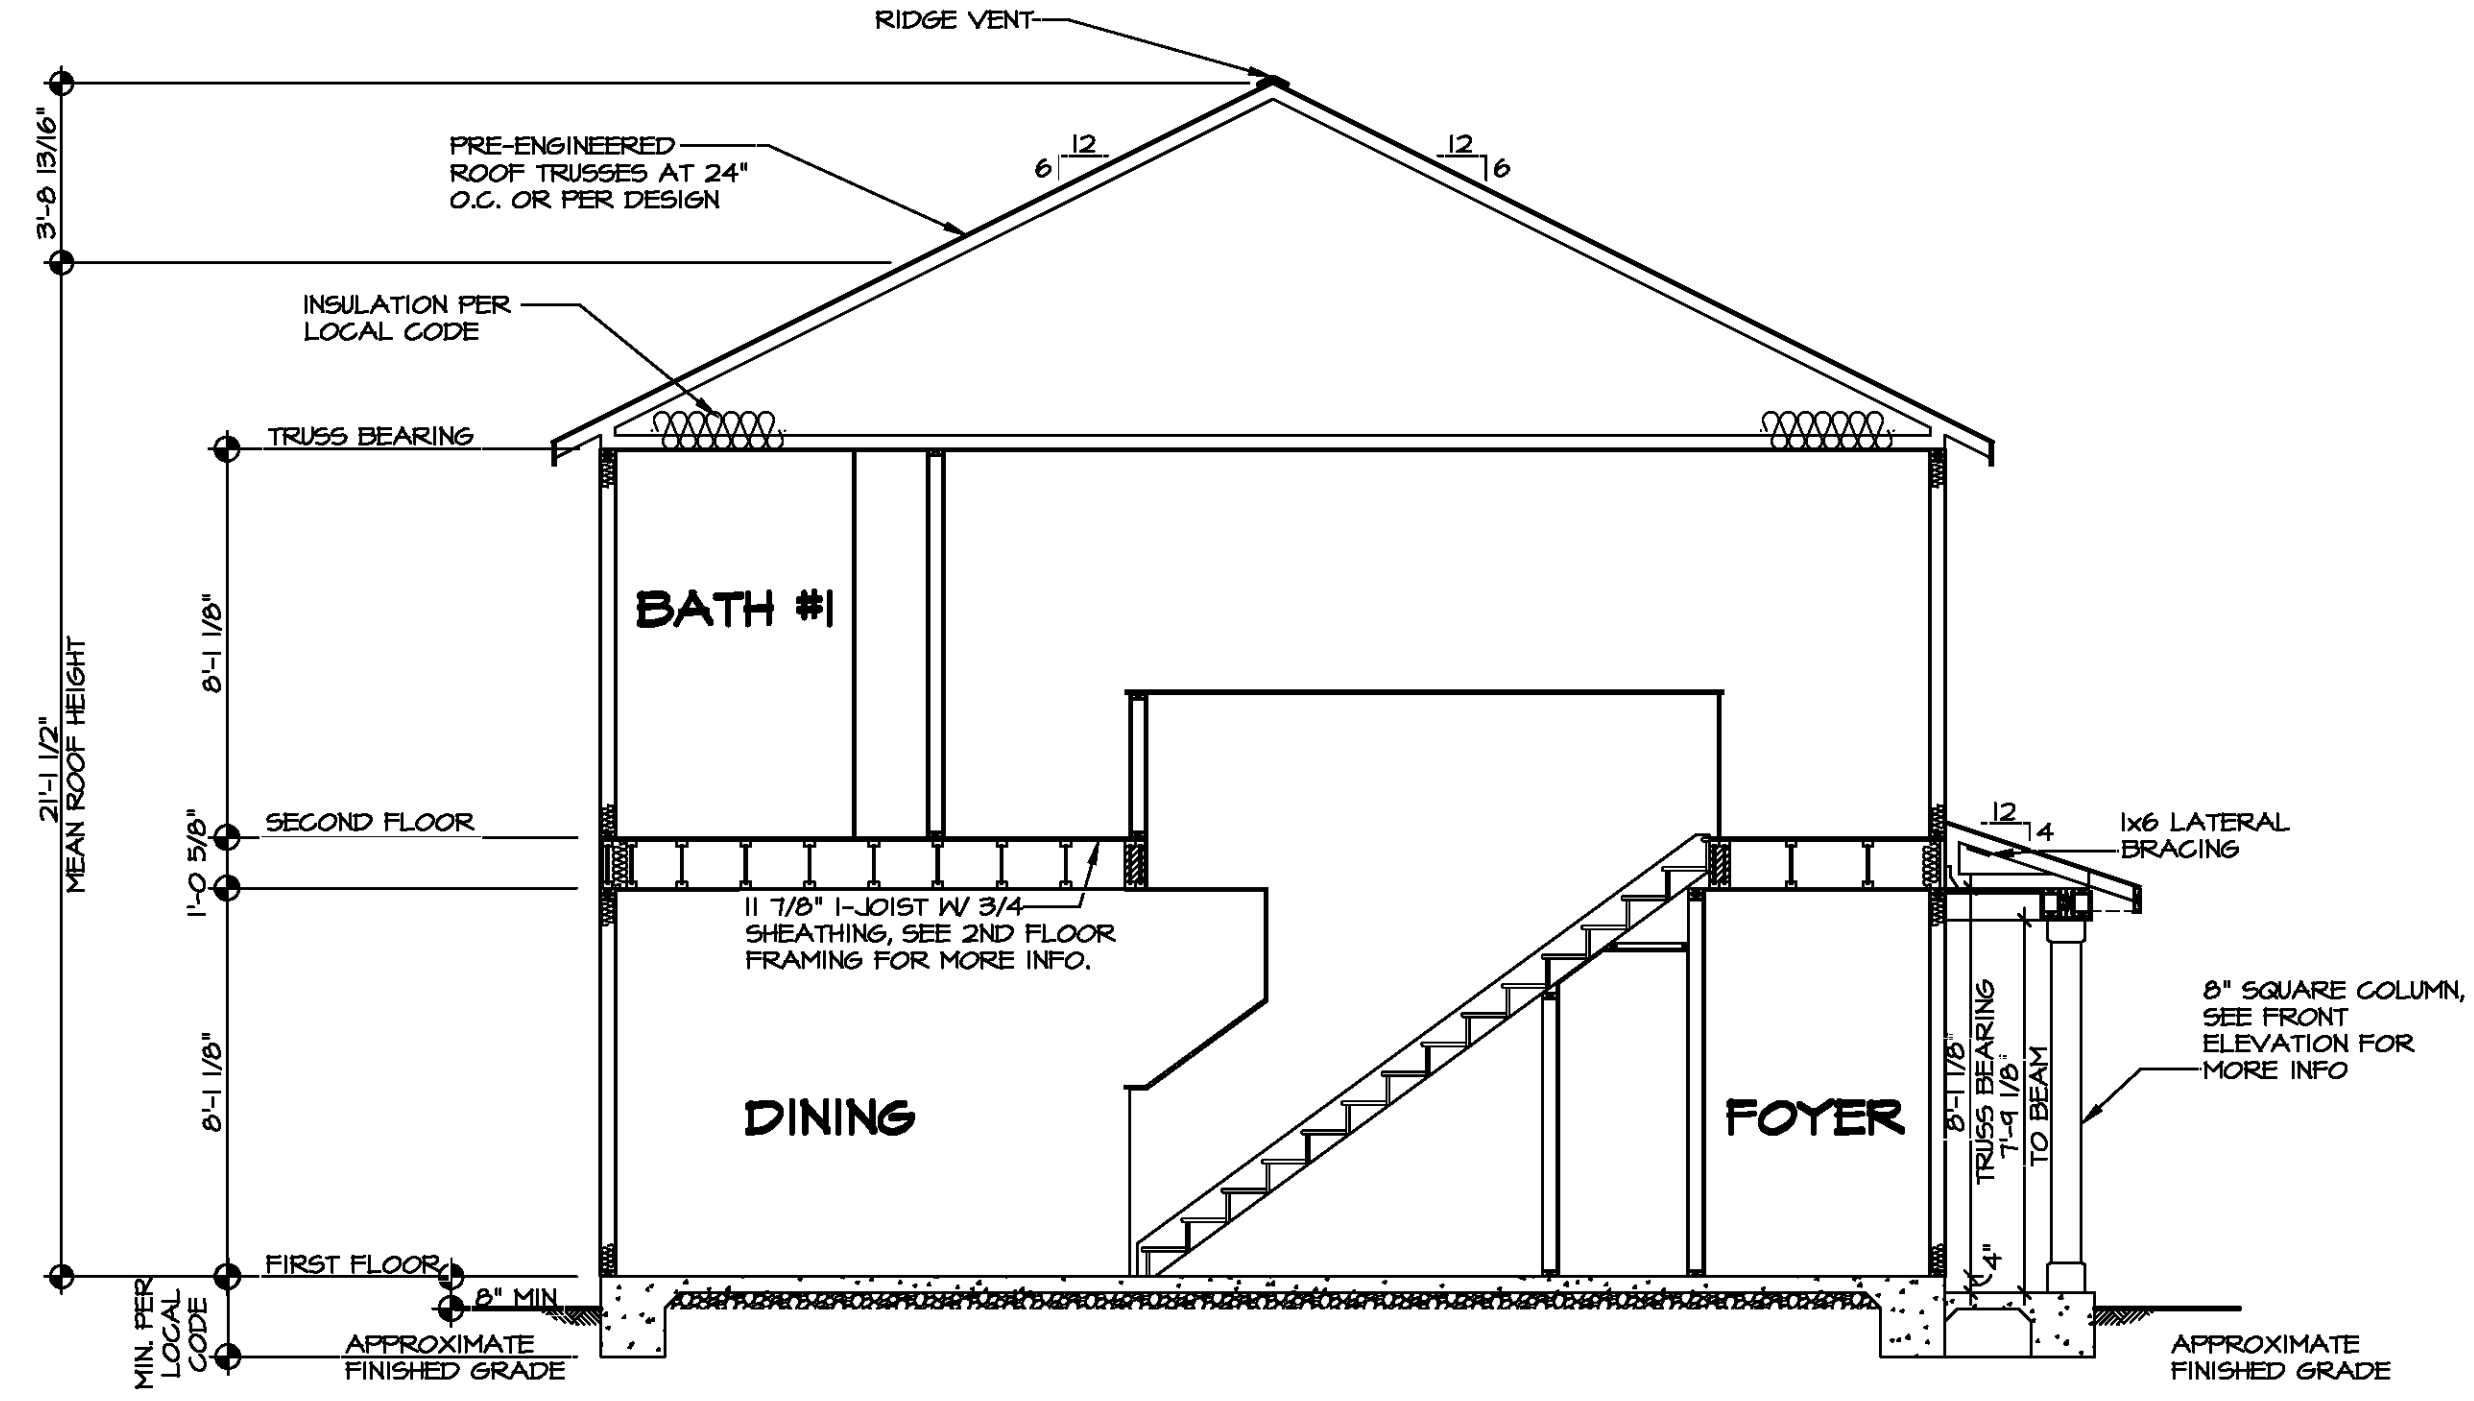 RIDGE VENT
3'-8 13/16"
PRE-ENGINEERED
ROOF TRUSSES AT 24"
O.C. OR PER DESIGN
12
6
12
6
INSULATION PER
LOCAL CODE
TRUSS BEARING
8'-1 1/8"
BATH #1
21'-1 1/2"
MEAN ROOF HEIGHT
SECOND FLOOR
1'-0 5/8"
12
4
1x6 LATERAL
BRACING
11 7/8" I-JOIST W/ 3/4
SHEATHING, SEE 2ND FLOOR
FRAMING FOR MORE INFO.
8'-1 1/8"
DINING
FOYER
8'-1 1/8"
TRUSS BEARING
7'-9 1/8"
TO BEAM
8" SQUARE COLUMN,
SEE FRONT
ELEVATION FOR
MORE INFO
FIRST FLOOR
4"
8" MIN
MIN. PER
LOCAL
CODE
APPROXIMATE
FINISHED GRADE
APPROXIMATE
FINISHED GRADE